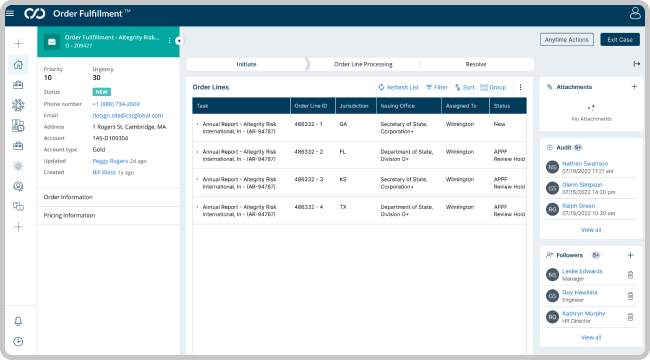 Order Fulfillment ™
Order Fulfillment - Altegrity Risk...
O - 209427
Anytime Actions
Exit Case
Priority
Urgency
10
30
Status
NEW
Phone number
+1 (888) 734-2669
Email
design.site@cscglobal.com
Address
1 Rogers St. Cambridge, MA
Account
1AS-D109304
Account type
Gold
Updated
Peggy Rogers 2d ago
Created
Bill Blass 1y ago
Order Information
Pricing Information
Initiate
Order Line Processing
Resolve
Order Lines
Refresh List
Filter
Sort
Group
Task
Order Line ID
Jurisdiction
Issuing Office
Assigned To
Status
Annual Report - Altegrity Risk
International, In - (AR-94787)
486332 - 1
GA
Secretary of State,
Corporation+
Wilmington
New
Annual Report - Altegrity Risk
International, In - (AR-94787)
486332 - 2
FL
Department of State,
Division O+
Wilmington
APPF
Review Hold
Annual Report - Altegrity Risk
International, In - (AR-94787)
486332 - 3
KS
Secretary of State,
Corporation+
Wilmington
APPF
Review Hold
Annual Report - Altegrity Risk
International, In - (AR-94787)
486332 - 4
TX
Department of State,
Division O+
Wilmington
APPF
Review Hold
Attachments
No Attachments
Audit 5+
NS
Nathan Swanson
07/18/2022 11:21 am
GS
Glenn Simpson
07/15/2022 14:20 pm
RG
Ralph Green
07/15/2022 10:30 am
View all
Followers 5+
NS
Leslie Edwards
Manager
GS
Guy Hawkins
Engineer
RG
Kathryn Murphy
HR Director
View all